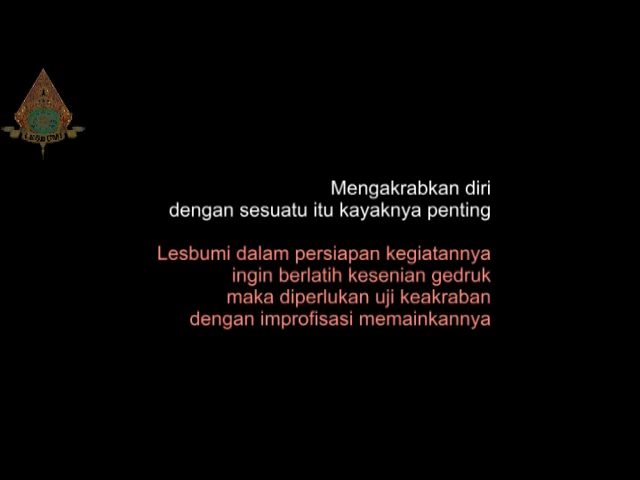 Mengakrabkan diri
dengan sesuatu itu kayaknya penting
Lesbumi dalam persiapan kegiatannya
ingin berlatih kesenian gedruk
maka diperlukan uji keakraban
dengan improfisasi memainkannya